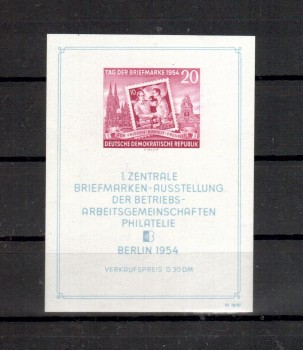 TAG DER BRIEFMARKE 1954 20
10
DEUTSCHE DEMOKRATISCHE REPUBLIK
1. ZENTRALE
BRIEFMARKEN-AUSSTELLUNG
DER BETRIEBS-
ARBEITSGEMEINSCHAFTEN
PHILATELIE
BERLIN 1954
VERKAUFSPREIS 0.30 DM